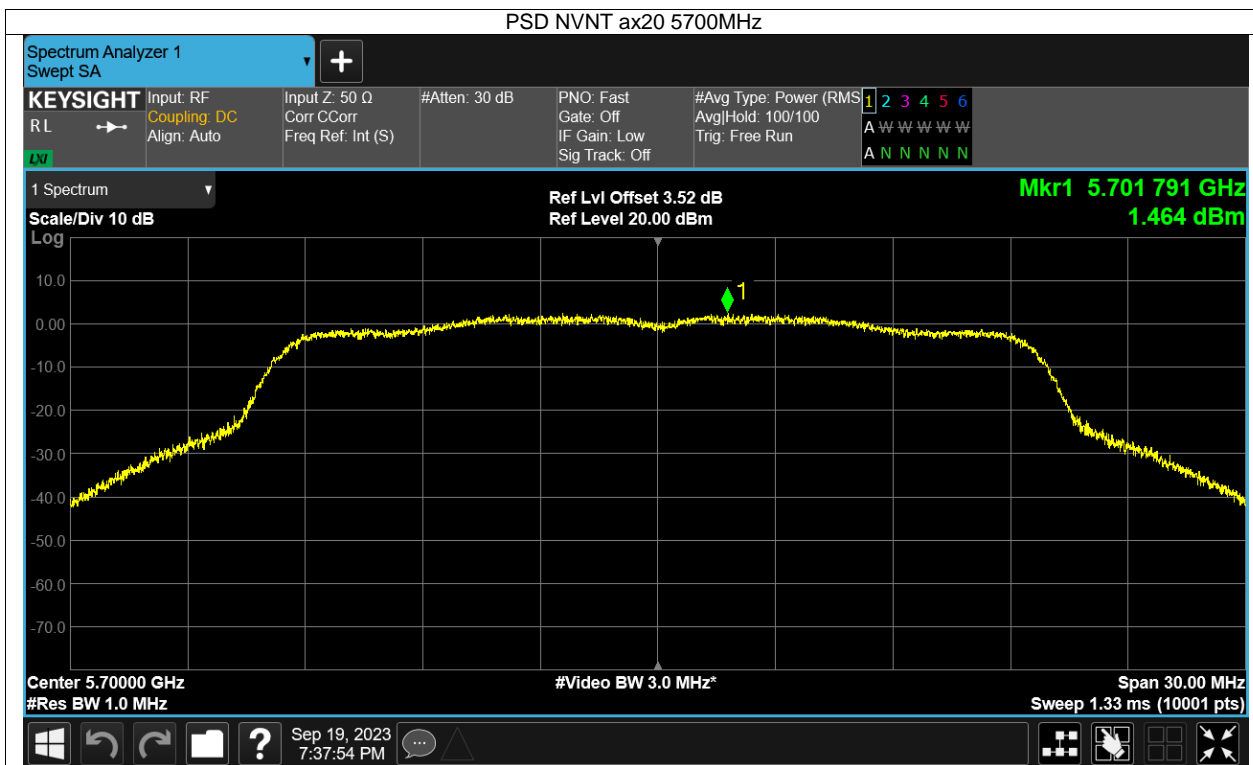 PSD NVNT ax20 5700MHz
Spectrum Analyzer 1
Swept SA
KEYSIGHT
R L
LXI
Input: RF
Coupling: DC
Align: Auto
Input Z: 50 Ω
Corr CCorr
Freq Ref: Int (S)
#Atten: 30 dB
PNO: Fast
Gate: Off
IF Gain: Low
Sig Track: Off
#Avg Type: Power (RMS
Avg|Hold: 100/100
Trig: Free Run
1 2 3 4 5 6
A W W W W W
A N N N N N
1 Spectrum
Scale/Div 10 dB
Log
Ref Lvl Offset 3.52 dB
Ref Level 20.00 dBm
Mkr1 5.701 791 GHz
1.464 dBm
1
10.0
0.00
-10.0
-20.0
-30.0
-40.0
-50.0
-60.0
-70.0
Center 5.70000 GHz
#Res BW 1.0 MHz
#Video BW 3.0 MHz*
Span 30.00 MHz
Sweep 1.33 ms (10001 pts)
?
Sep 19, 2023
7:37:54 PM